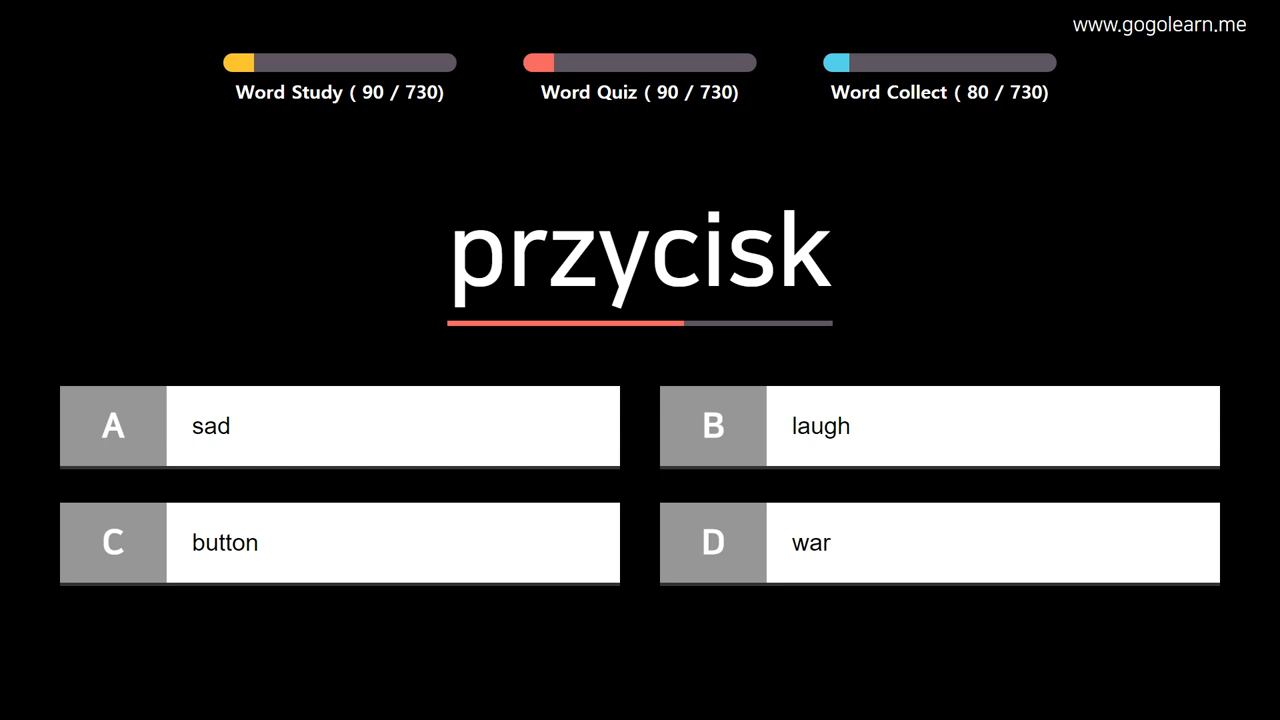 www.gogolearn.me
Word Study ( 90 / 730)
Word Quiz ( 90 / 730)
Word Collect ( 80 / 730)
przycisk
A sad
B laugh
C button
D war